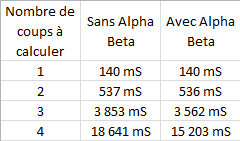 Nombre de coups à calculer
Sans Alpha Beta
Avec Alpha Beta
1 140 mS 140 mS
2 537 mS 536 mS
3 3 853 mS 3 562 mS
4 18 641 mS 15 203 mS